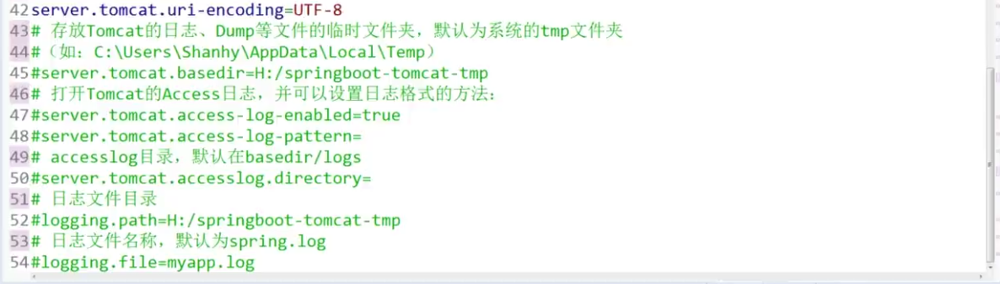 42 server.tomcat.uri-encoding=UTF-8
43 # 存放Tomcat的日志、Dump等文件的临时文件夹，默认为系统的tmp文件夹
44 #（如：C:\Users\Shanhy\AppData\Local\Temp）
45 #server.tomcat.basedir=H:/springboot-tomcat-tmp
46 # 打开Tomcat的Access日志，并可以设置日志格式的方法：
47 #server.tomcat.access-log-enabled=true
48 #server.tomcat.access-log-pattern=
49 # accesslog目录，默认在basedir/logs
50 #server.tomcat.accesslog.directory=
51 # 日志文件目录
52 #logging.path=H:/springboot-tomcat-tmp
53 # 日志文件名称，默认为spring.log
54 #logging.file=myapp.log